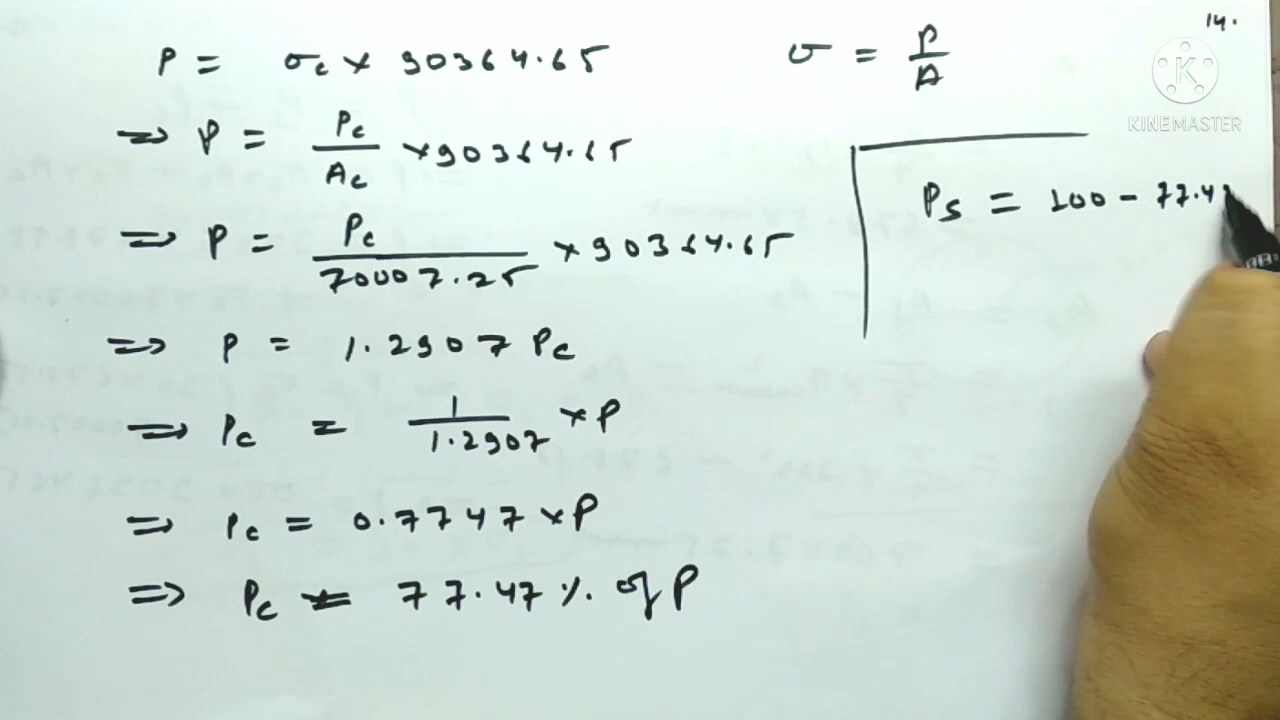 P = σc × 90364.65
⇒ P = Pc/Ac × 90364.65
⇒ P = Pc/70007.25 × 90364.65
⇒ P = 1.2907 Pc
⇒ Pc = 1/1.2907 × P
⇒ Pc = 0.7747 × P
⇒ Pc = 77.47 % of P
σ = P/A
14.
KINEMASTER
Ps = 100 - 77.4